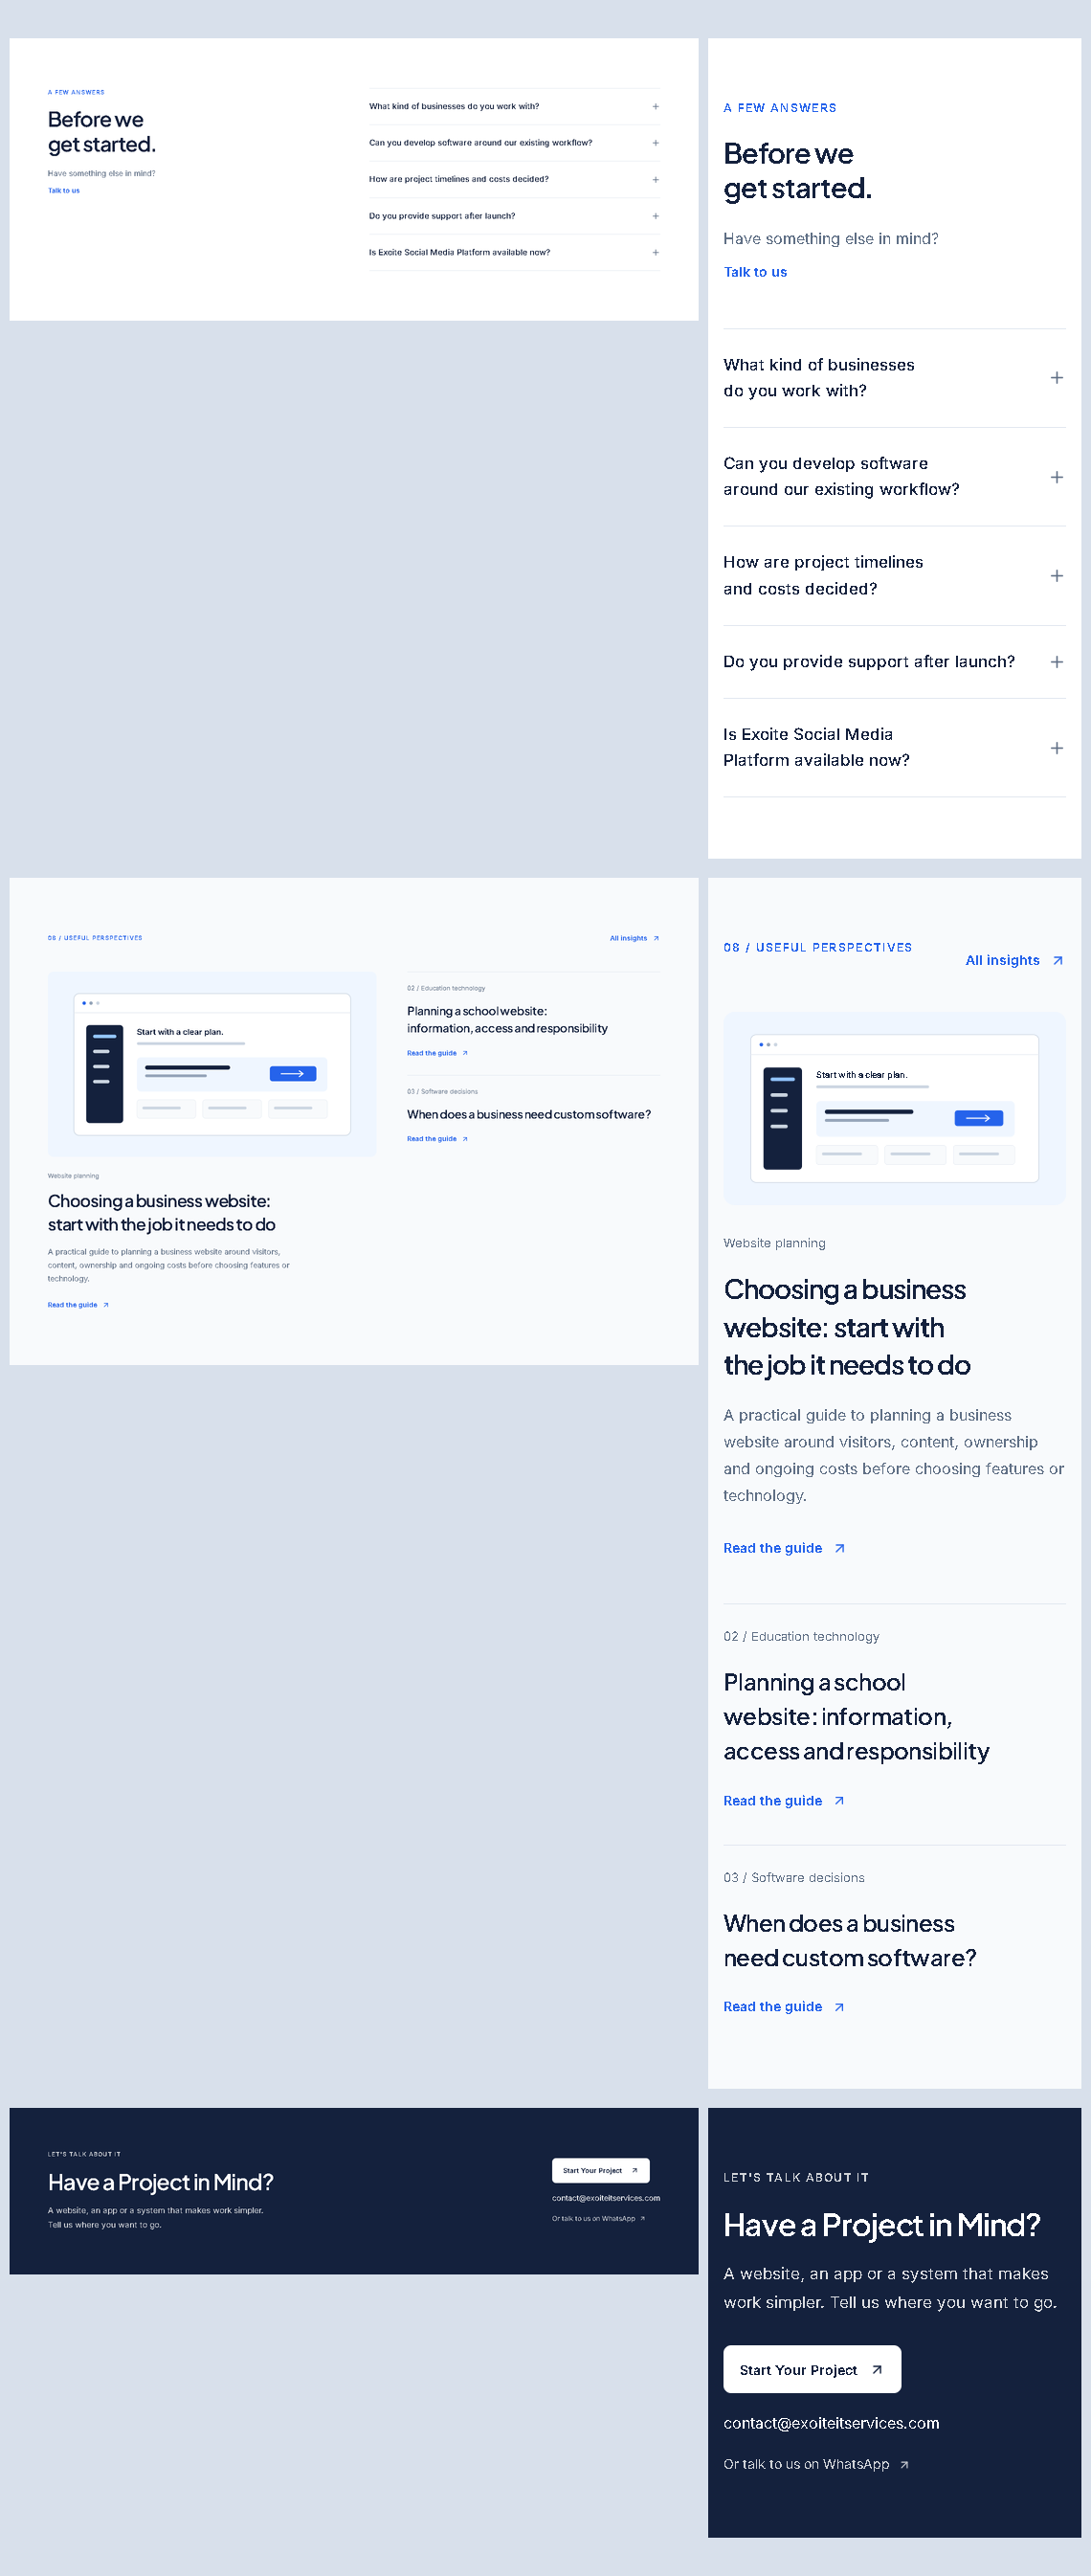 A FEW ANSWERS
Before we
get started.
Have something else in mind?
Talk to us
What kind of businesses do you work with?
Can you develop software around our existing workflow?
How are project timelines and costs decided?
Do you provide support after launch?
Is Exoite Social Media Platform available now?
A FEW ANSWERS
Before we
get started.
Have something else in mind?
Talk to us
What kind of businesses
do you work with?
Can you develop software
around our existing workflow?
How are project timelines
and costs decided?
Do you provide support after launch?
Is Exoite Social Media
Platform available now?
08 / USEFUL PERSPECTIVES
All insights
Start with a clear plan.
Website planning
Choosing a business website:
start with the job it needs to do
A practical guide to planning a business website around visitors,
content, ownership and ongoing costs before choosing features or
technology.
Read the guide
02 / Education technology
Planning a school website:
information, access and responsibility
Read the guide
03 / Software decisions
When does a business need custom software?
Read the guide
08 / USEFUL PERSPECTIVES
All insights
Start with a clear plan.
Website planning
Choosing a business
website: start with
the job it needs to do
A practical guide to planning a business
website around visitors, content, ownership
and ongoing costs before choosing features or
technology.
Read the guide
02 / Education technology
Planning a school
website: information,
access and responsibility
Read the guide
03 / Software decisions
When does a business
need custom software?
Read the guide
LET'S TALK ABOUT IT
Have a Project in Mind?
A website, an app or a system that makes work simpler.
Tell us where you want to go.
Start Your Project
contact@exoiteitservices.com
Or talk to us on WhatsApp
LET'S TALK ABOUT IT
Have a Project in Mind?
A website, an app or a system that makes
work simpler. Tell us where you want to go.
Start Your Project
contact@exoiteitservices.com
Or talk to us on WhatsApp